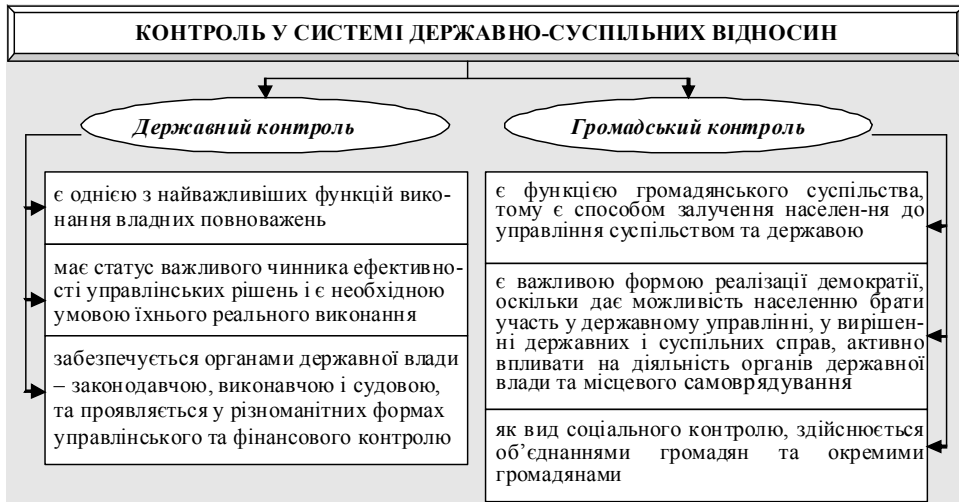 КОНТРОЛЬ У СИСТЕМІ ДЕРЖАВНО-СУСПІЛЬНИХ ВІДНОСИН
Державний контроль
є однією з найважливіших функцій вико-
нання владних повноважень
має статус важливого чинника ефективно-
сті управлінських рішень і є необхідною
умовою їхнього реального виконання
забезпечується органами державної влади
– законодавчою, виконавчою і судовою,
та проявляється у різноманітних формах
управлінського та фінансового контролю
Громадський контроль
є функцією громадянського суспільства,
тому є способом залучення населен-ня до
управління суспільством та державою
є важливою формою реалізації демократії,
оскільки дає можливість населенню брати
участь у державному управлінні, у вирішен-
ні державних і суспільних справ, активно
впливати на діяльність органів державної
влади та місцевого самоврядування
як вид соціального контролю, здійснюється
об’єднаннями громадян та окремими
громадянами